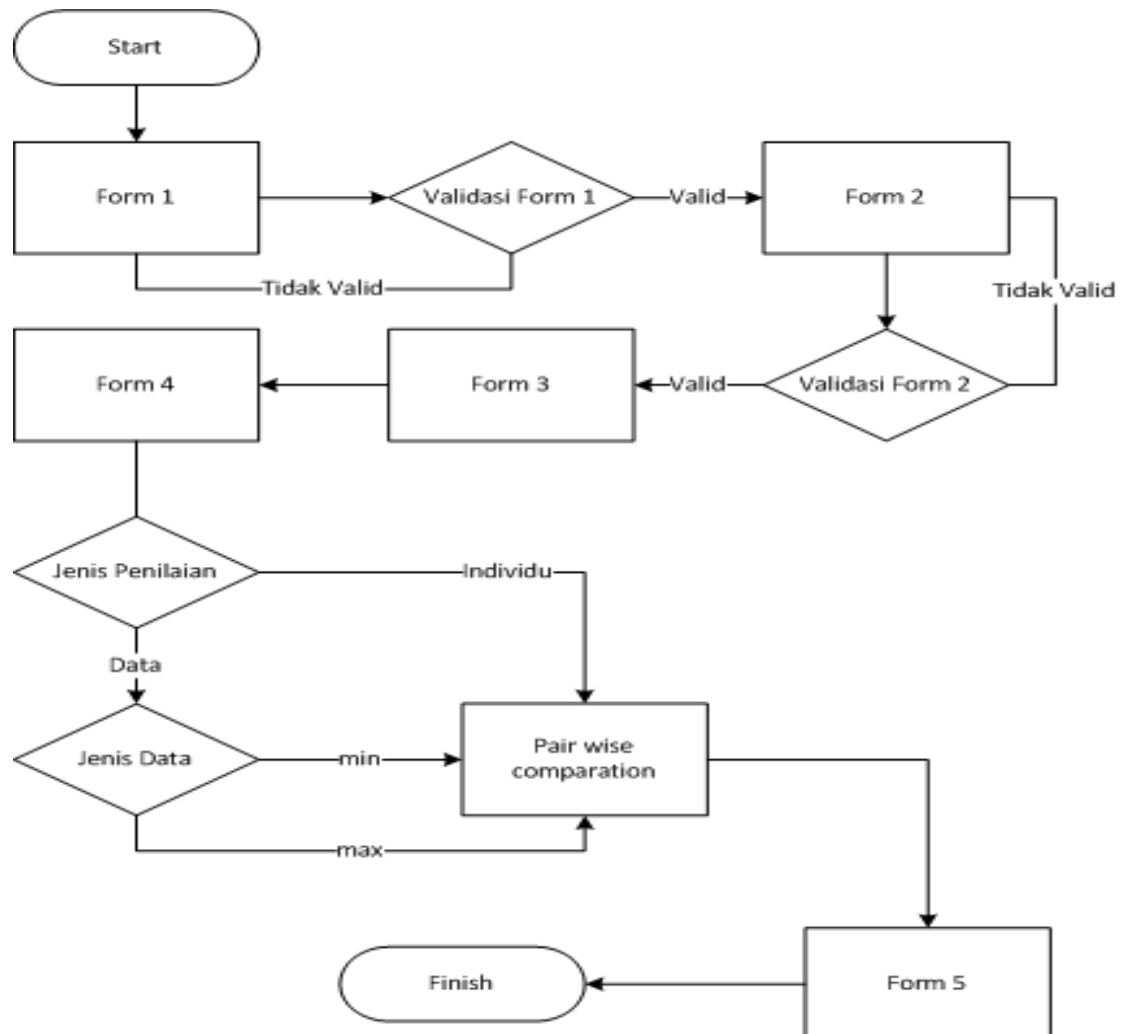 Start
Form 1
Validasi Form 1
Valid
Form 2
Tidak Valid
Tidak Valid
Form 4
Form 3
Valid
Validasi Form 2
Jenis Penilaian
Individu
Data
Jenis Data
min
Pair wise
comparation
max
Finish
Form 5